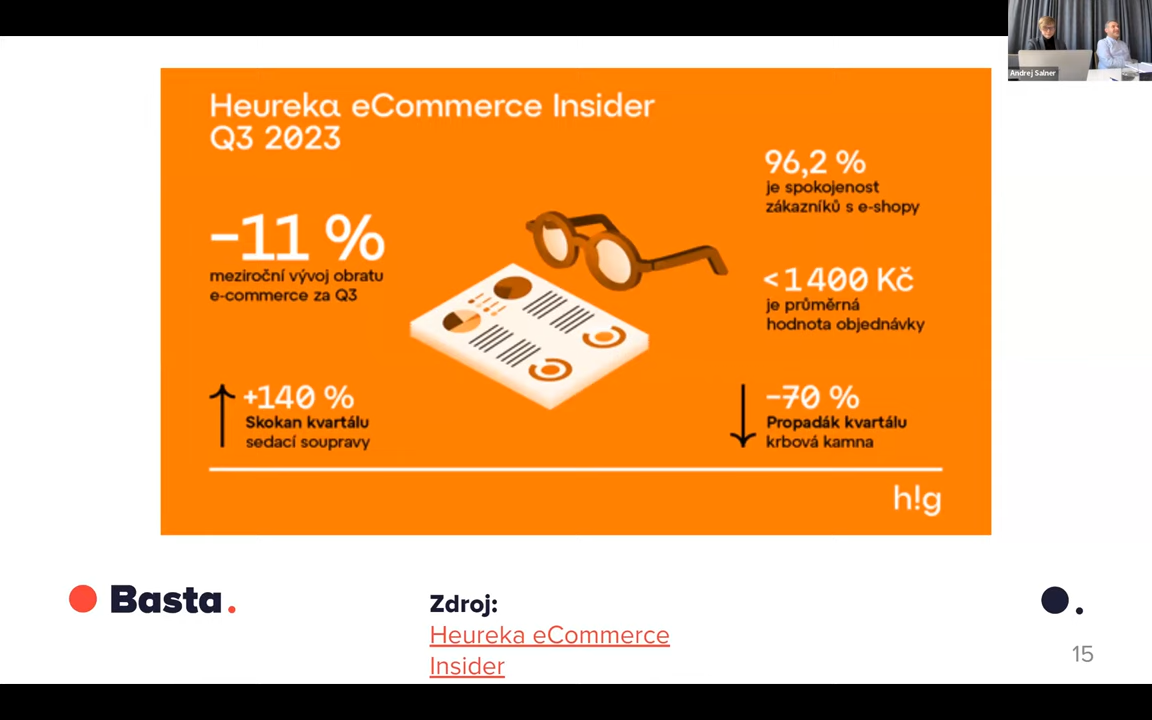 Andrej Salner
Heureka eCommerce Insider
Q3 2023
-11 %
meziroční vývoj obratu
e-commerce za Q3
+140 %
Skokan kvartálu
sedací soupravy
96,2 %
je spokojenost
zákazníků s e-shopy
<1 400 Kč
je průměrná
hodnota objednávky
-70 %
Propadák kvartálu
krbová kamna
h!g
Basta.
Zdroj:
Heureka eCommerce
Insider
15